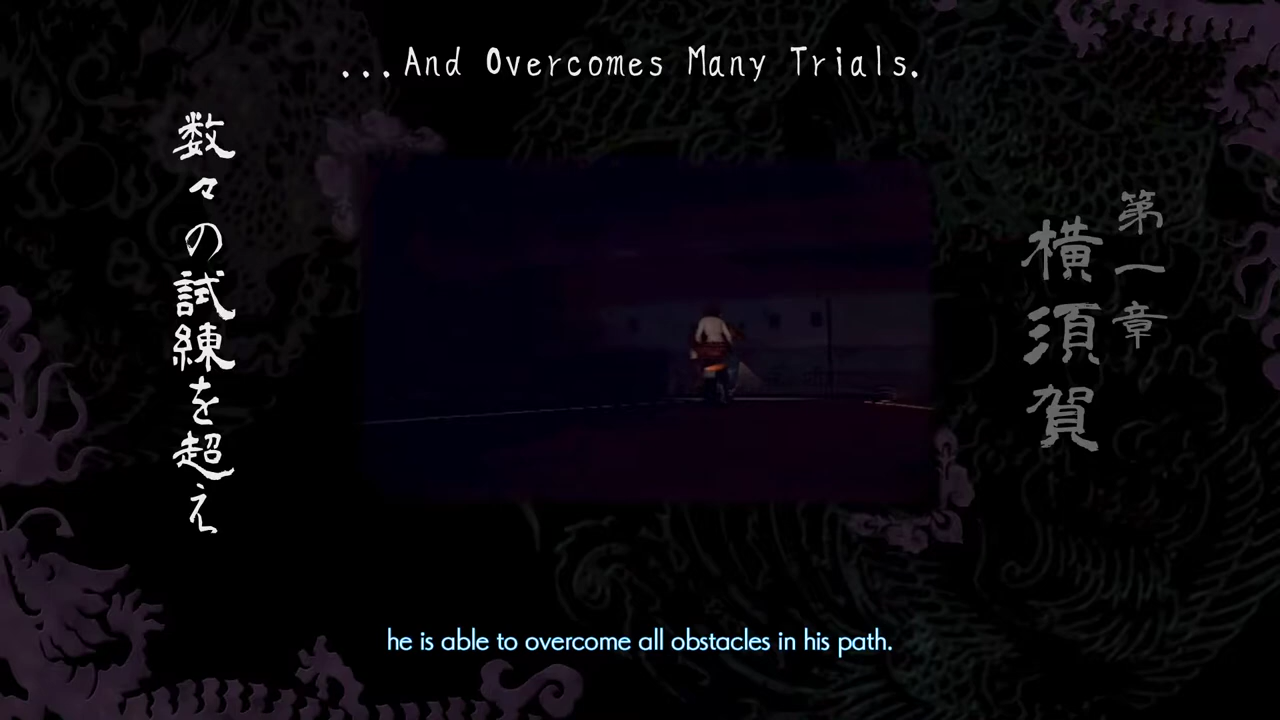 ...And Overcomes Many Trials.
第一章
横須賀
数々の試練を超え
he is able to overcome all obstacles in his path.